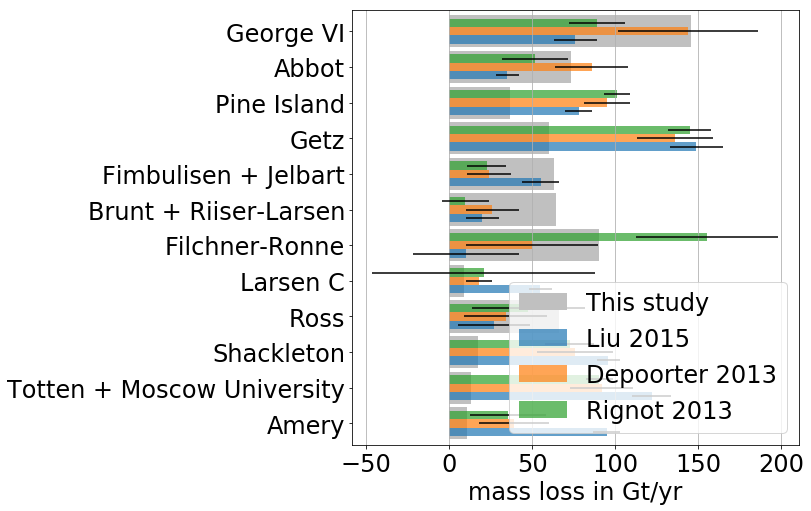 George VI
Abbot
Pine Island
Getz
Fimbulisen + Jelbart
Brunt + Riiser-Larsen
Filchner-Ronne
Larsen C
Ross
Shackleton
Totten + Moscow University
Amery
This study
Liu 2015
Depoorter 2013
Rignot 2013
−50 0 50 100 150 200
mass loss in Gt/yr